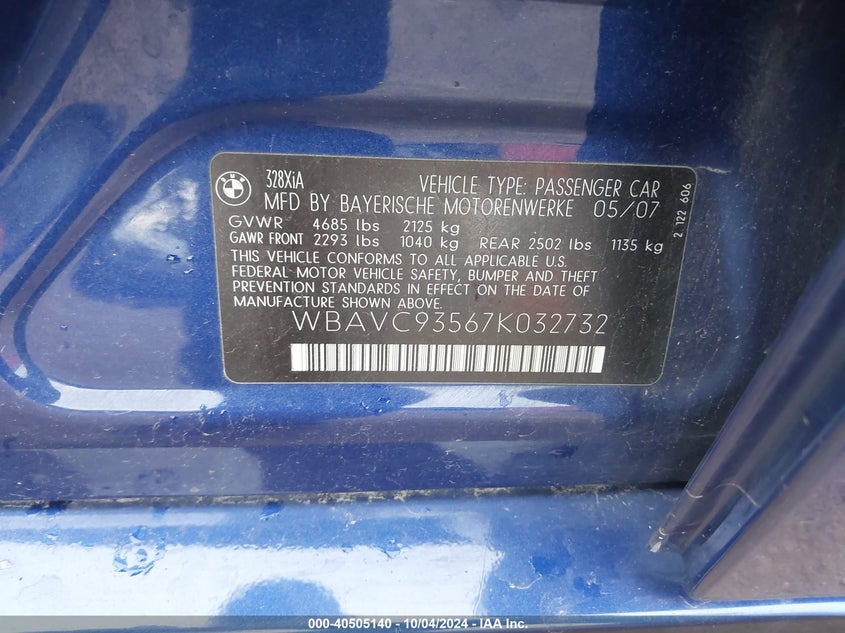 BMW
328XiA
VEHICLE TYPE: PASSENGER CAR
MFD BY BAYERISCHE MOTORENWERKE 05/07
GVWR 4685 lbs 2125 kg
GAWR FRONT 2293 lbs 1040 kg REAR 2502 lbs 1135 kg
THIS VEHICLE CONFORMS TO ALL APPLICABLE U.S.
FEDERAL MOTOR VEHICLE SAFETY, BUMPER AND THEFT
PREVENTION STANDARDS IN EFFECT ON THE DATE OF
MANUFACTURE SHOWN ABOVE.
WBAVC93567K032732
2 122 606
000-40505140 - 10/04/2024 - IAA Inc.